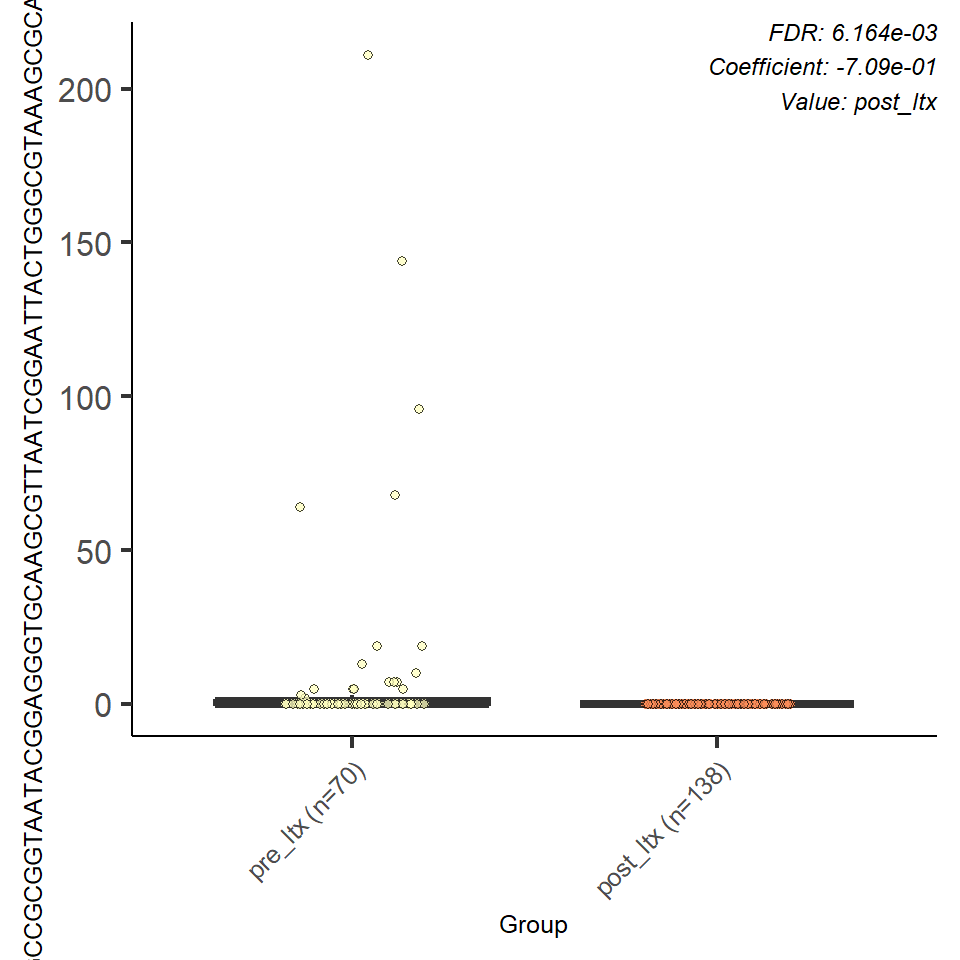 FDR: 6.164e-03
Coefficient: -7.09e-01
Value: post_ltx
200
150
100
50
0
CCGCGGTAATACGGAGGGTGCAAGCGTTAATCGGAATTACTGGGCGTAAAGCGCA
pre_ltx (n=70)
post_ltx (n=138)
Group